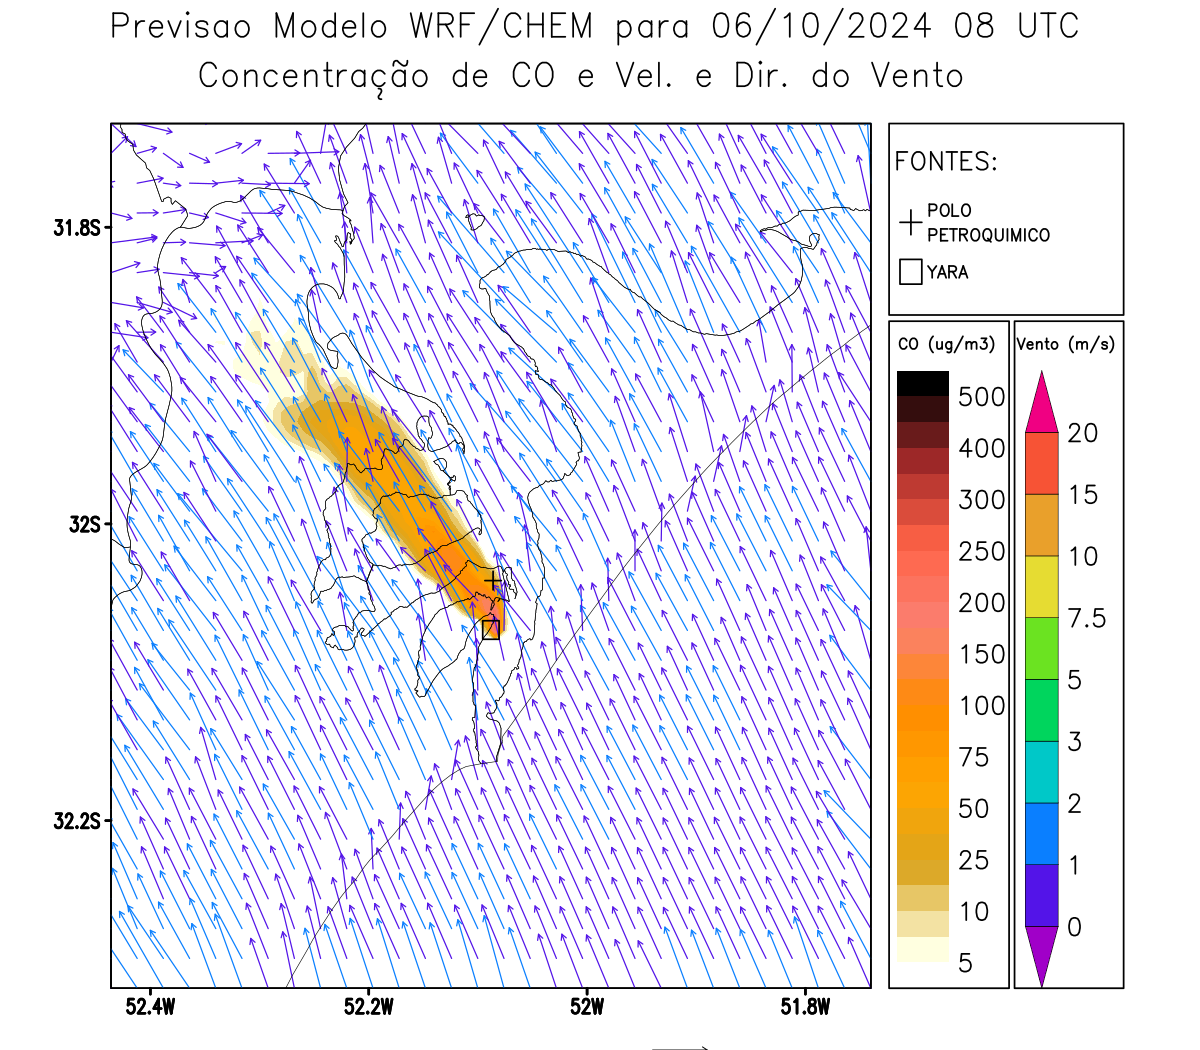 Previsao Modelo WRF/CHEM para 06/10/2024 08 UTC
Concentração de CO e Vel. e Dir. do Vento
FONTES:
POLO
PETROQUIMICO
YARA
31.8S
32S
32.2S
52.4W
52.2W
52W
51.8W
CO (ug/m3)
500
400
300
250
200
150
100
75
50
25
10
5
Vento (m/s)
20
15
10
7.5
5
3
2
1
0